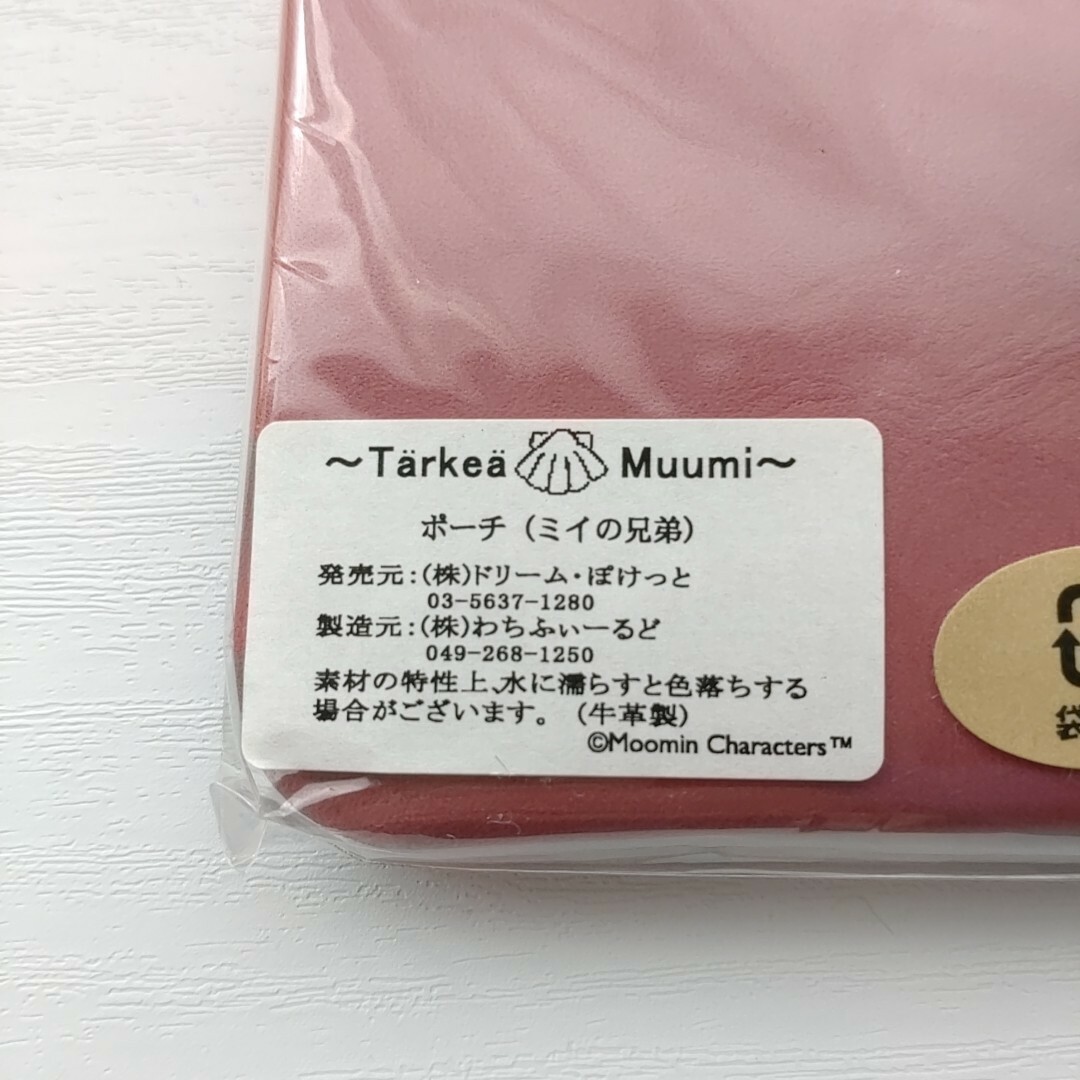 ～Tärkeä Muumi～
ポーチ（ミイの兄弟）
発売元：（株）ドリーム・ぽけっと
03-5637-1280
製造元：（株）わちふぃーるど
049-268-1250
素材の特性上、水に濡らすと色落ちする
場合がございます。（牛革製）
©Moomin Characters™
袋